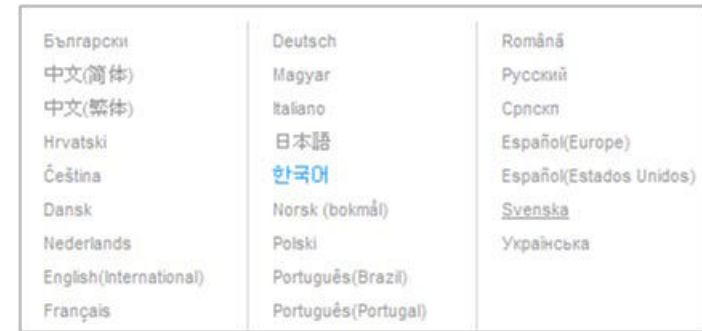 Български
中文(简体)
中文(繁体)
Hrvatski
Čeština
Dansk
Nederlands
English(International)
Français
Deutsch
Magyar
Italiano
日本語
한국어
Norsk (bokmål)
Polski
Português(Brazil)
Português(Portugal)
Română
Русский
Српскп
Español(Europe)
Español(Estados Unidos)
Svenska
Українська